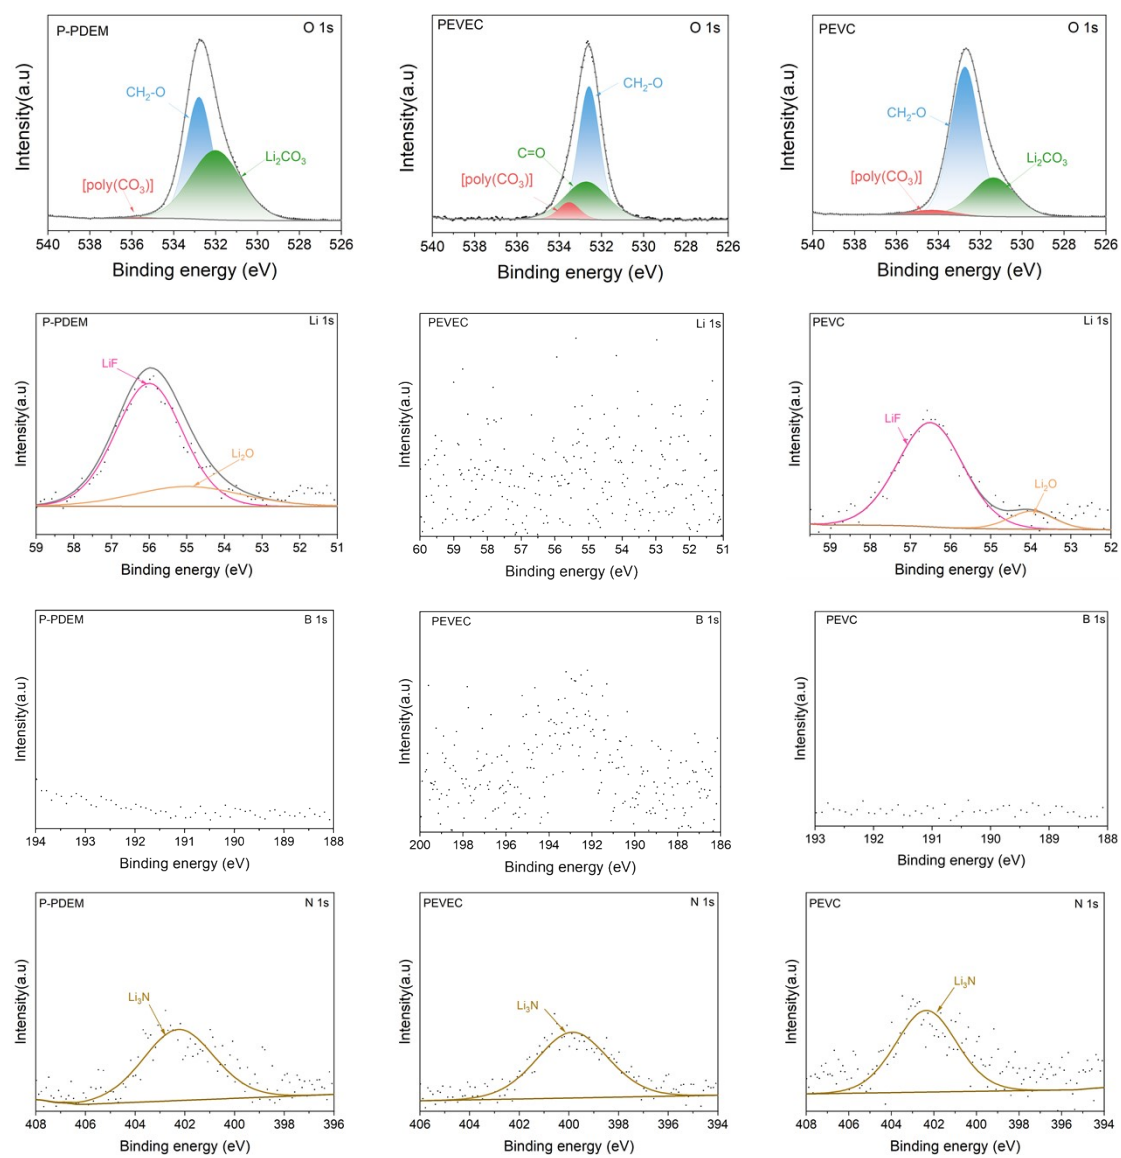 P-PDEM
O 1s
CH₂-O
Li₂CO₃
[poly(CO₃)]
Intensity(a.u)
540 538 536 534 532 530 528 526
Binding energy (eV)
PEVEC
O 1s
CH₂-O
C=O
[poly(CO₃)]
Intensity(a.u)
540 538 536 534 532 530 528 526
Binding energy (eV)
PEVC
O 1s
CH₂-O
Li₂CO₃
[poly(CO₃)]
Intensity(a.u)
540 538 536 534 532 530 528 526
Binding energy (eV)
P-PDEM
Li 1s
LiF
Li₂O
Intensity(a.u)
59 58 57 56 55 54 53 52 51
Binding energy (eV)
PEVEC
Li 1s
Intensity(a.u)
60 59 58 57 56 55 54 53 52 51
Binding energy (eV)
PEVC
Li 1s
LiF
Li₂O
Intensity(a.u)
58 57 56 55 54 53 52
Binding energy (eV)
P-PDEM
B 1s
Intensity(a.u)
194 193 192 191 190 189 188
Binding energy (eV)
PEVEC
B 1s
Intensity(a.u)
200 198 196 194 192 190 188 186
Binding energy (eV)
PEVC
B 1s
Intensity(a.u)
193 192 191 190 189 188
Binding energy (eV)
P-PDEM
N 1s
Li₃N
Intensity(a.u)
408 406 404 402 400 398 396
Binding energy (eV)
PEVEC
N 1s
Li₃N
Intensity(a.u)
406 404 402 400 398 396 394
Binding energy (eV)
PEVC
N 1s
Li₃N
Intensity(a.u)
408 406 404 402 400 398 396 394
Binding energy (eV)